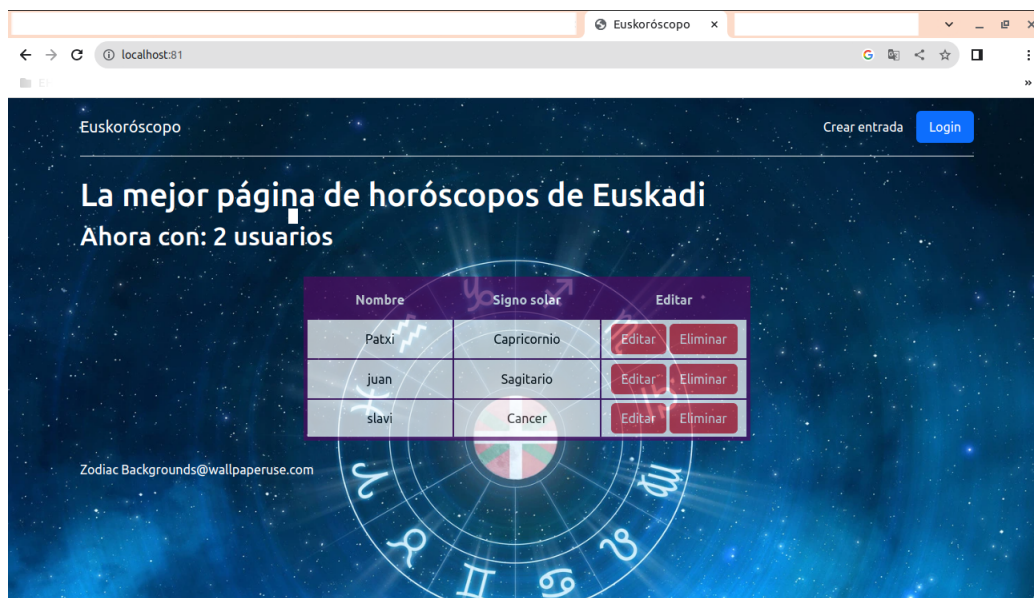 Euskoróscopo
localhost:81
Euskoróscopo Crear entrada Login
La mejor página de horóscopos de Euskadi
Ahora con: 2 usuarios
Nombre Signo solar Editar
Patxi Capricornio Editar Eliminar
juan Sagitario Editar Eliminar
slavi Cancer Editar Eliminar
Zodiac Backgrounds@wallpaperuse.com